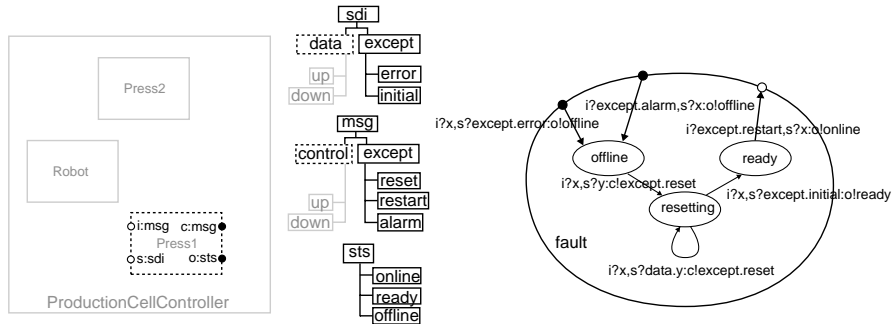 Press2
Robot
i:msg c:msg
Press1
s:sdi o:sts
ProductionCellController
sdi
data except
up
down
error
initial
msg
control except
up
down
reset
restart
alarm
sts
online
ready
offline
i?except.alarm,s?x:o!offline
i?x,s?except.error:o!offline
i?except.restart,s?x:o!online
offline
ready
i?x,s?y:c!except.reset
i?x,s?except.initial:o!ready
resetting
fault
i?x,s?data.y:c!except.reset